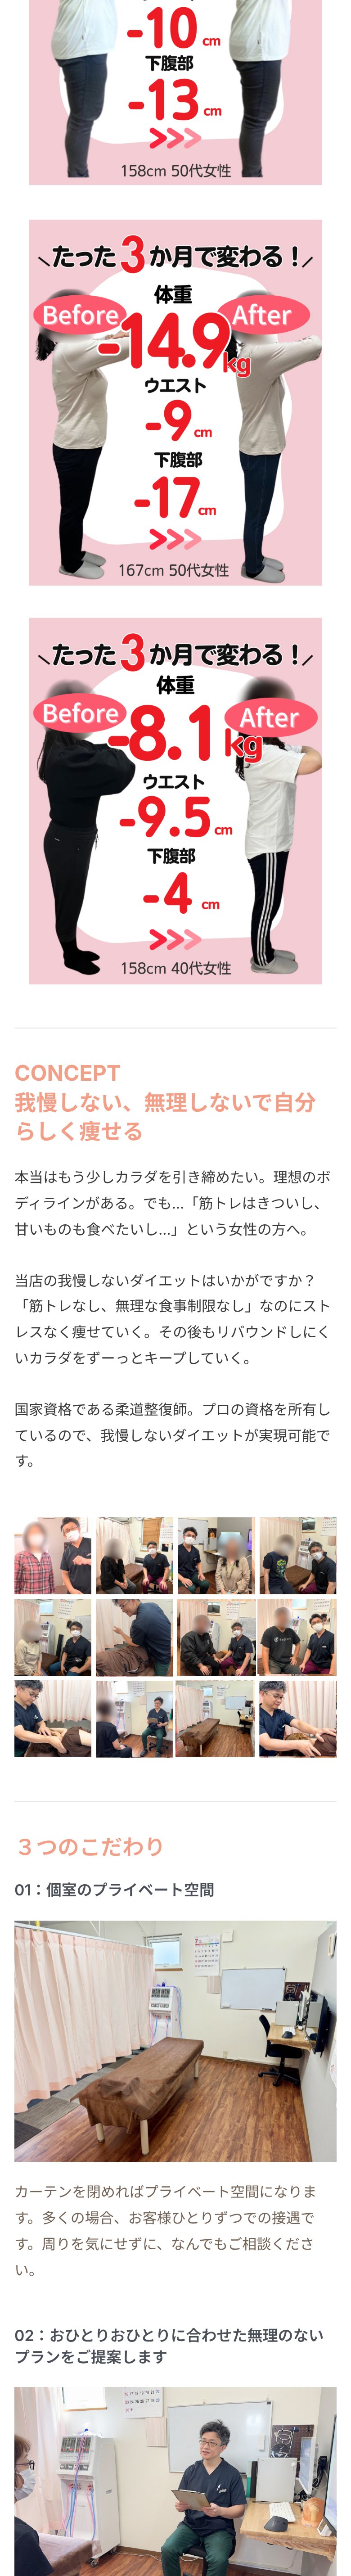 -10 cm
下腹部
-13 cm
158cm 50代女性
たった3か月で変わる！
体重
Before
After
-14.9kg
ウエスト
-9 cm
下腹部
-17 cm
167cm 50代女性
たった3か月で変わる！
体重
Before
After
-8.1kg
ウエスト
-9.5cm
下腹部
-4 cm
158cm 40代女性
CONCEPT
我慢しない、無理しないで自分
らしく痩せる
本当はもう少しカラダを引き締めたい。理想のボ
ディラインがある。でも…「筋トレはきついし、
甘いものも食べたいし…」という女性の方へ。
当店の我慢しないダイエットはいかがですか？
「筋トレなし、無理な食事制限なし」なのにスト
レスなく痩せていく。その後もリバウンドしにく
いカラダをずーっとキープしていく。
国家資格である柔道整復師。プロの資格を所有し
ているので、我慢しないダイエットが実現可能で
す。
３つのこだわり
01：個室のプライベート空間
カーテンを閉めればプライベート空間になりま
す。多くの場合、お客様ひとりずつでの接遇で
す。周りを気にせずに、なんでもご相談くださ
い。
02：おひとりおひとりに合わせた無理のない
プランをご提案します